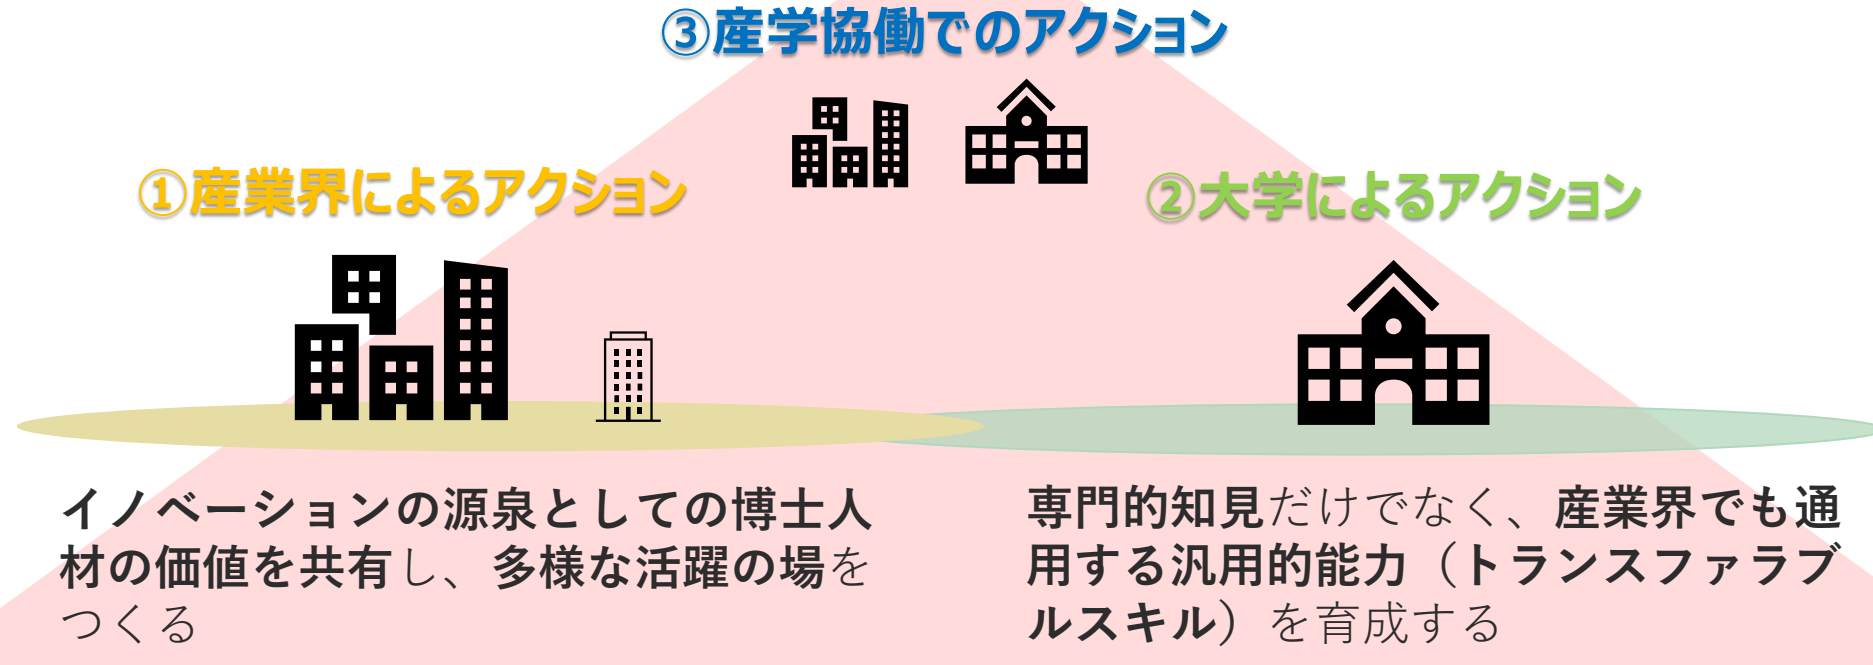 ③産学協働でのアクション
①産業界によるアクション
②大学によるアクション
イノベーションの源泉としての博士人
材の価値を共有し、多様な活躍の場を
つくる
専門的知見だけでなく、産業界でも通
用する汎用的能力（トランスファラブ
ルスキル）を育成する